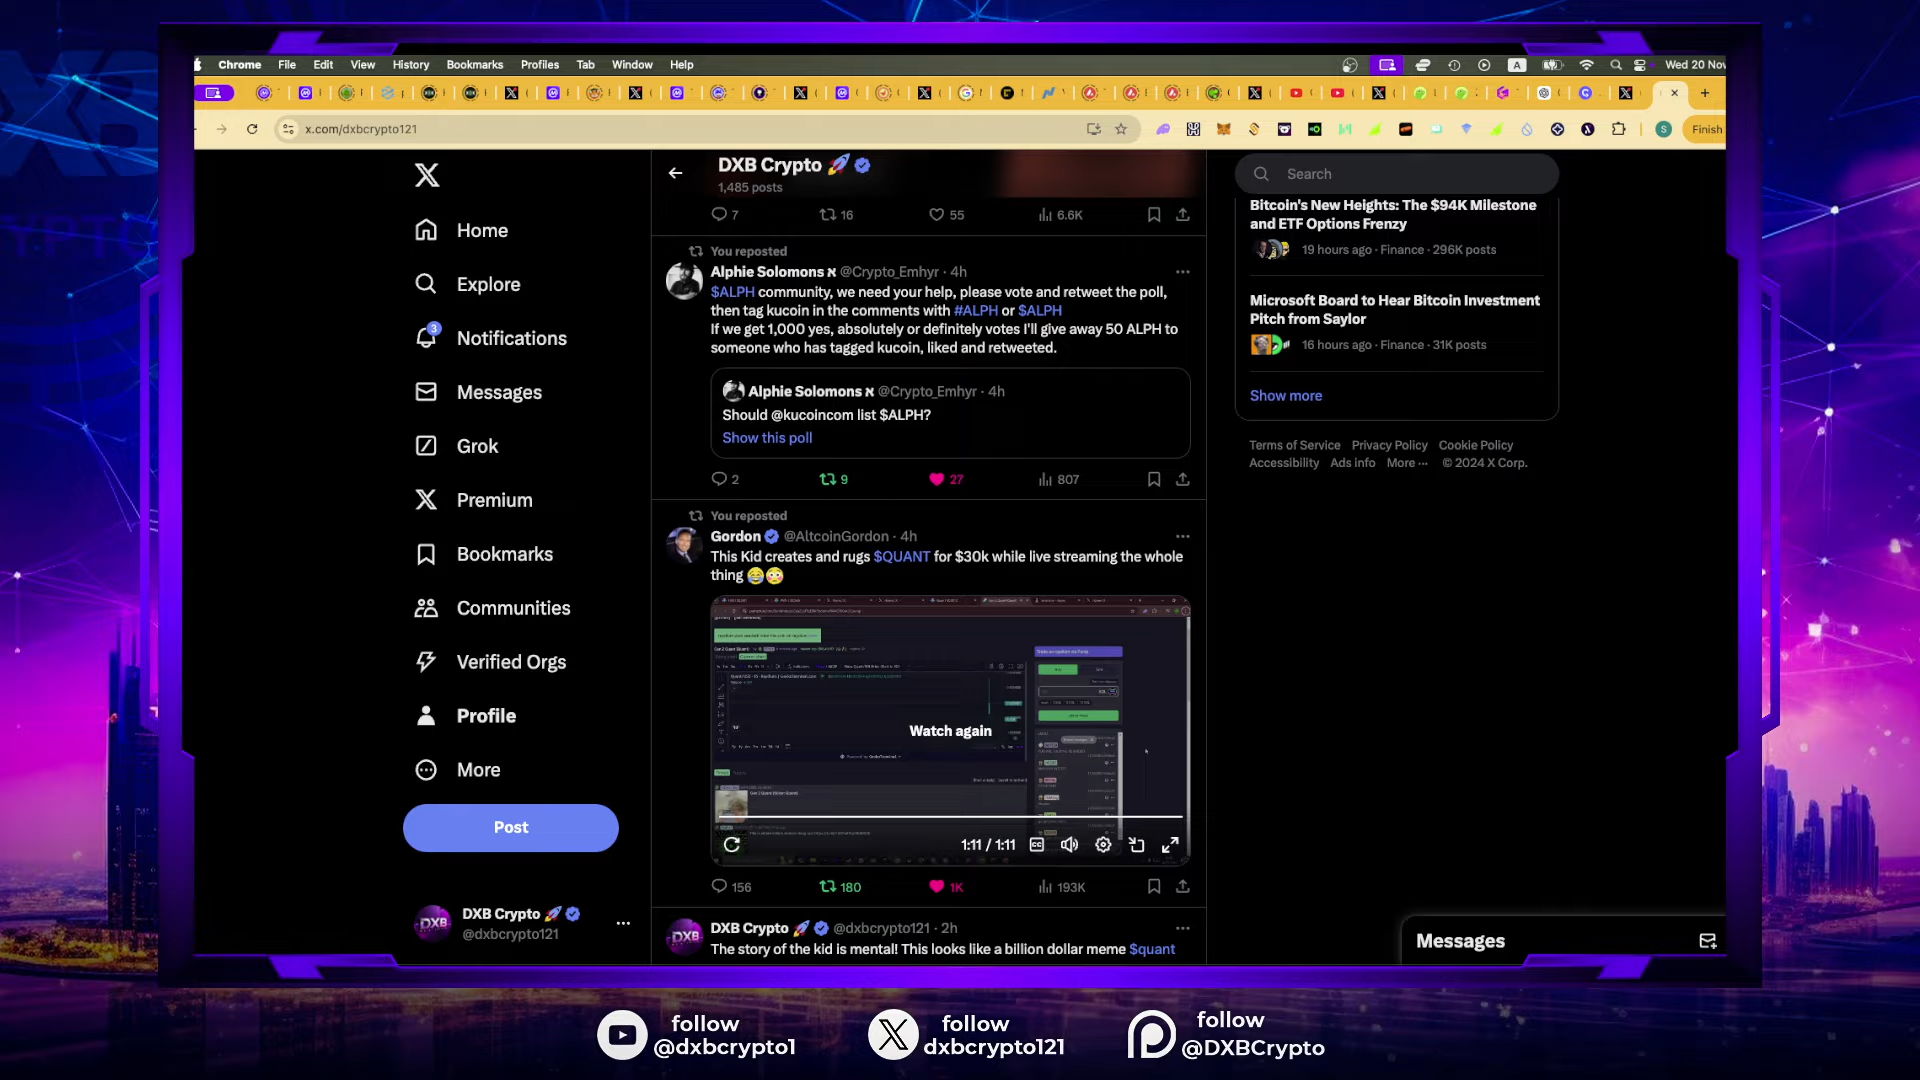 Chrome File Edit View History Bookmarks Profiles Tab Window Help
A
Wed 20 Nov
x.com/dxbcrypto121
S
Finish
Home
Explore
3
Notifications
Messages
Grok
Premium
Bookmarks
Communities
Verified Orgs
Profile
More
Post
DXB
DXB Crypto 🚀
@dxbcrypto121
DXB Crypto 🚀
1,485 posts
7 16 55 6.6K
You reposted
Alphie Solomons ℵ @Crypto_Emhyr · 4h
$ALPH community, we need your help, please vote and retweet the poll,
then tag kucoin in the comments with #ALPH or $ALPH
If we get 1,000 yes, absolutely or definitely votes I'll give away 50 ALPH to
someone who has tagged kucoin, liked and retweeted.
Alphie Solomons ℵ @Crypto_Emhyr · 4h
Should @kucoincom list $ALPH?
Show this poll
2 9 27 807
You reposted
Gordon @AltcoinGordon · 4h
This Kid creates and rugs $QUANT for $30k while live streaming the whole
thing 😂😳
Watch again
1:11 / 1:11
CC
156 180 1K 193K
DXB
DXB Crypto 🚀 @dxbcrypto121 · 2h
The story of the kid is mental! This looks like a billion dollar meme $quant
Search
Bitcoin's New Heights: The $94K Milestone
and ETF Options Frenzy
19 hours ago · Finance · 296K posts
Microsoft Board to Hear Bitcoin Investment
Pitch from Saylor
16 hours ago · Finance · 31K posts
Show more
Terms of Service Privacy Policy Cookie Policy
Accessibility Ads info More ··· © 2024 X Corp.
Messages
follow
@dxbcrypto1
follow
dxbcrypto121
follow
@DXBCrypto